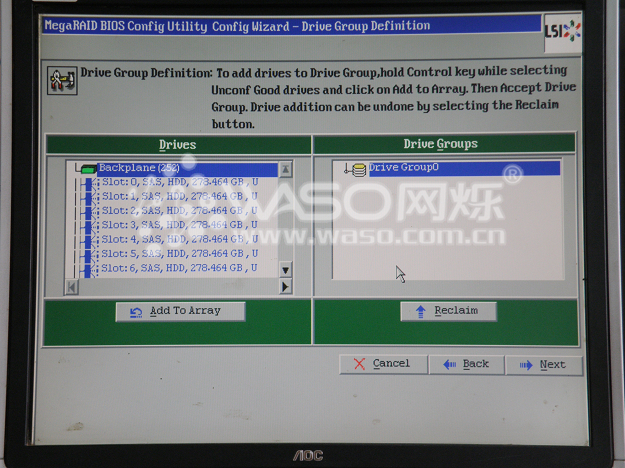 MegaRAID BIOS Config Utility Config Wizard - Drive Group Definition
LSI
Drive Group Definition: To add drives to Drive Group,hold Control key while selecting
Unconf Good drives and click on Add to Array. Then Accept Drive
Group. Drive addition can be undone by selecting the Reclaim
button.
Drives
Drive Groups
Backplane (252)
Slot: 0, SAS, HDD, 278.464 GB, U
Slot: 1, SAS, HDD, 278.464 GB, U
Slot: 2, SAS, HDD, 278.464 GB, U
Slot: 3, SAS, HDD, 278.464 GB, U
Slot: 4, SAS, HDD, 278.464 GB, U
Slot: 5, SAS, HDD, 278.464 GB, U
Slot: 6, SAS, HDD, 278.464 GB, U
Drive Group0
WASO网烁®
www.waso.com.cn
Add To Array
Reclaim
Cancel
Back
Next
AOC